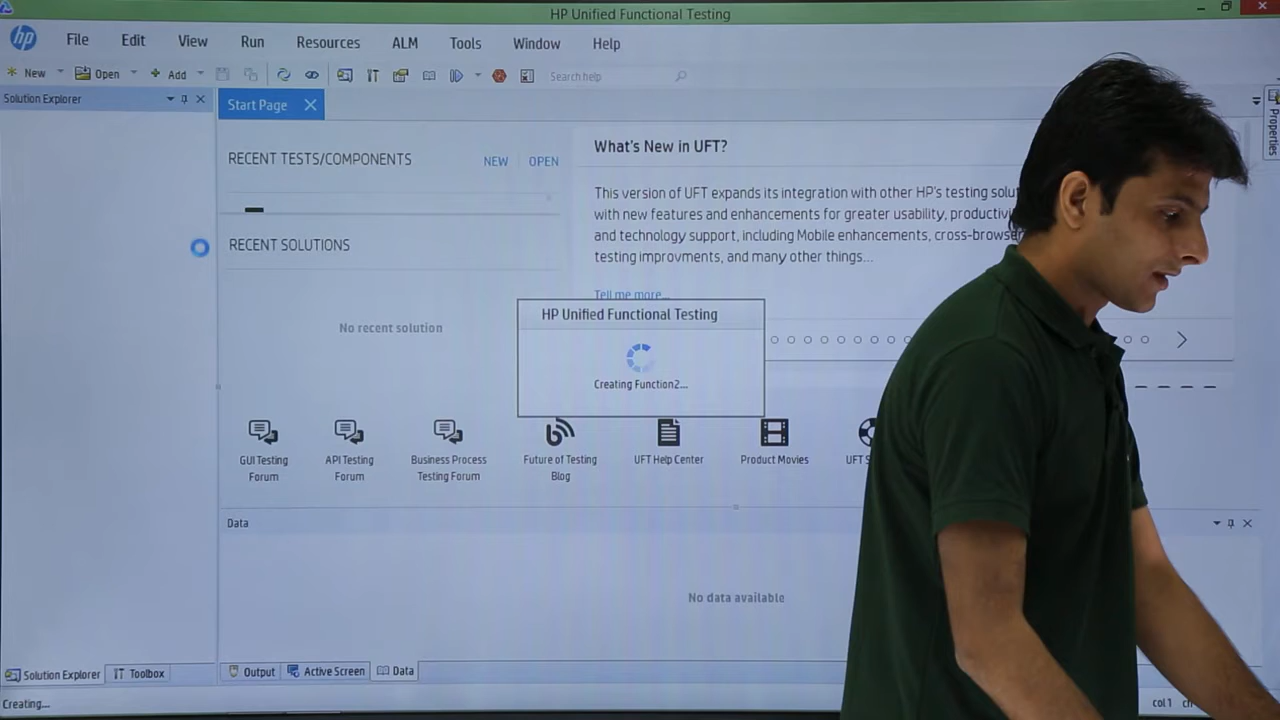 HP Unified Functional Testing
hp
File Edit View Run Resources ALM Tools Window Help
New Open Add Search help
Solution Explorer
Start Page
Properties
RECENT TESTS/COMPONENTS NEW OPEN
What's New in UFT?
This version of UFT expands its integration with other HP's testing
with new features and enhancements for greater usability,
and technology support, including Mobile enhancements,
testing improvments, and many other things...
Tell me more...
RECENT SOLUTIONS
No recent solution
HP Unified Functional Testing
Creating Function2...
GUI Testing
Forum
API Testing
Forum
Business Process
Testing Forum
Future of Testing
Blog
UFT Help Center
Product Movies
UFT
Data
No data available
Solution Explorer Toolbox
Output Active Screen Data
Creating...
col 1